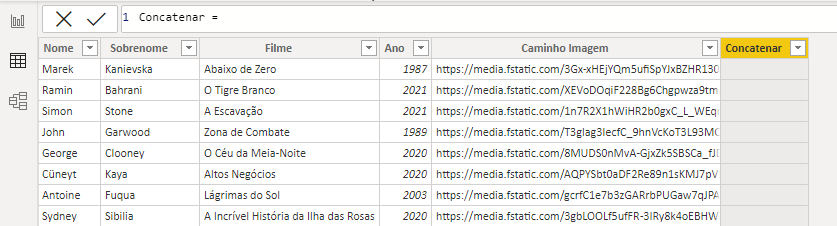 1 Concatenar =
Nome Sobrenome Filme Ano Caminho Imagem Concatenar
Marek Kanievska Abaixo de Zero 1987 https://media.fstatic.com/3Gx-xHEjYQm5ufiSpYJxBZHR130
Ramin Bahrani O Tigre Branco 2021 https://media.fstatic.com/XEVoDOqiF228Bg6Chgpwza9tm
Simon Stone A Escavação 2021 https://media.fstatic.com/1n7R2X1hWiHR2b0gxC_L_WEq
John Garwood Zona de Combate 1989 https://media.fstatic.com/T3glag3IecfC_9hnVcKoT3L93M
George Clooney O Céu da Meia-Noite 2020 https://media.fstatic.com/8MUDS0nMvA-GjxZk5SBSCa_fJ
Cüneyt Kaya Altos Negócios 2020 https://media.fstatic.com/AQPYSbt0aDF2Re89n1sKMJ7pV
Antoine Fuqua Lágrimas do Sol 2003 https://media.fstatic.com/gcrfC1e7b3zGARrbPUGaw7qJPA
Sydney Sibilia A Incrível História da Ilha das Rosas 2020 https://media.fstatic.com/3gbLOOLf5ufFR-3IRy8k4oEBHW